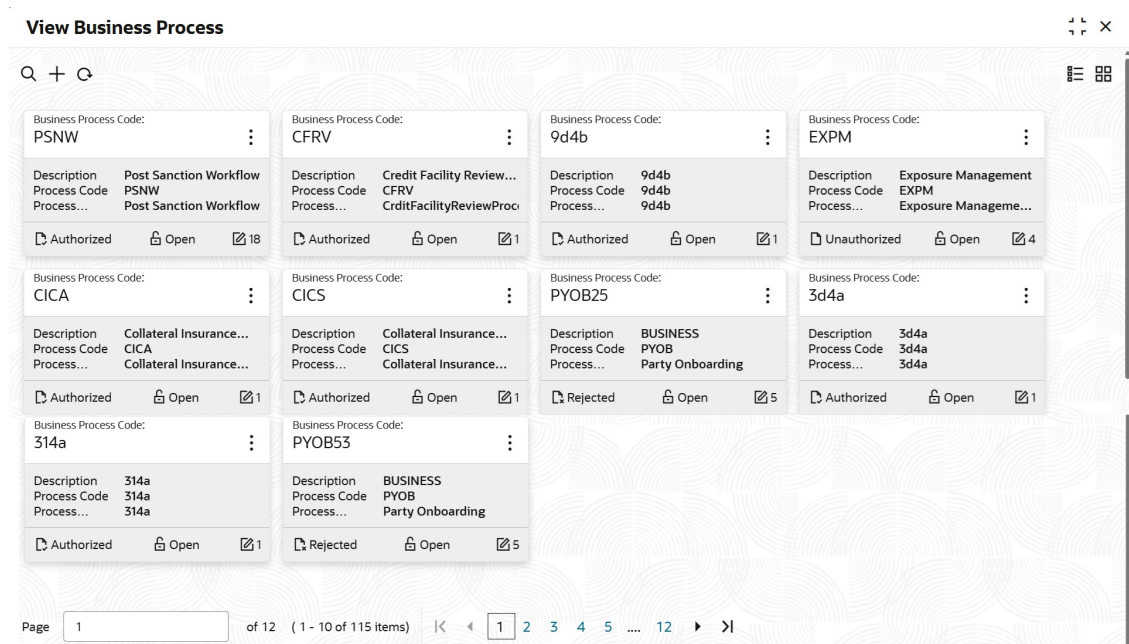 View Business Process
Business Process Code:
PSNW
Description Post Sanction Workflow
Process Code PSNW
Process... Post Sanction Workflow
Authorized Open 18
Business Process Code:
CFRV
Description Credit Facility Review...
Process Code CFRV
Process... CrditFacilityReviewProc
Authorized Open 1
Business Process Code:
9d4b
Description 9d4b
Process Code 9d4b
Process... 9d4b
Authorized Open 1
Business Process Code:
EXPM
Description Exposure Management
Process Code EXPM
Process... Exposure Manageme...
Unauthorized Open 4
Business Process Code:
CICA
Description Collateral Insurance...
Process Code CICA
Process... Collateral Insurance...
Authorized Open 1
Business Process Code:
CICS
Description Collateral Insurance...
Process Code CICS
Process... Collateral Insurance...
Authorized Open 1
Business Process Code:
PYOB25
Description BUSINESS
Process Code PYOB
Process... Party Onboarding
Rejected Open 5
Business Process Code:
3d4a
Description 3d4a
Process Code 3d4a
Process... 3d4a
Authorized Open 1
Business Process Code:
314a
Description 314a
Process Code 314a
Process... 314a
Authorized Open 1
Business Process Code:
PYOB53
Description BUSINESS
Process Code PYOB
Process... Party Onboarding
Rejected Open 5
Page 1 of 12 ( 1 - 10 of 115 items) 1 2 3 4 5 .... 12